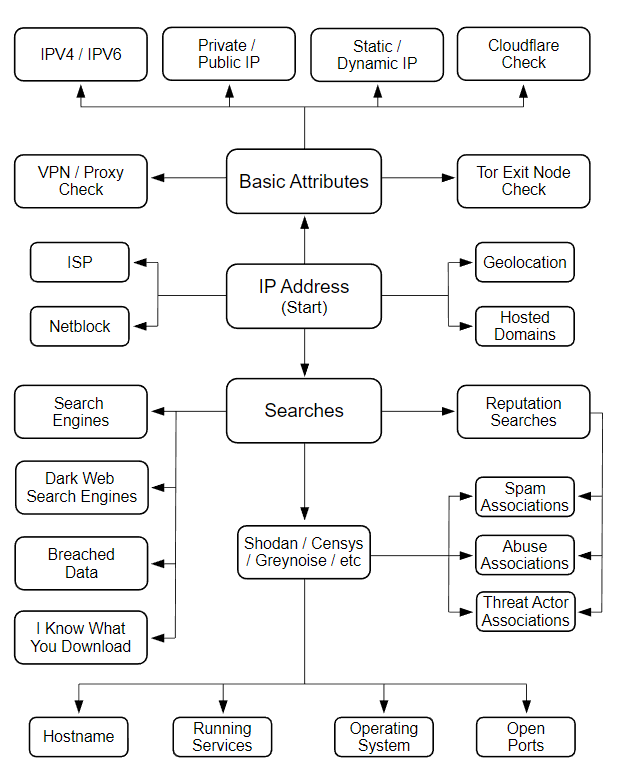 IPV4 / IPV6
Private /
Public IP
Static /
Dynamic IP
Cloudflare
Check
VPN / Proxy
Check
Basic Attributes
Tor Exit Node
Check
ISP
IP Address
(Start)
Geolocation
Netblock
Hosted
Domains
Search
Engines
Searches
Reputation
Searches
Dark Web
Search Engines
Spam
Associations
Breached
Data
Shodan / Censys
/ Greynoise / etc
Abuse
Associations
I Know What
You Download
Threat Actor
Associations
Hostname
Running
Services
Operating
System
Open
Ports